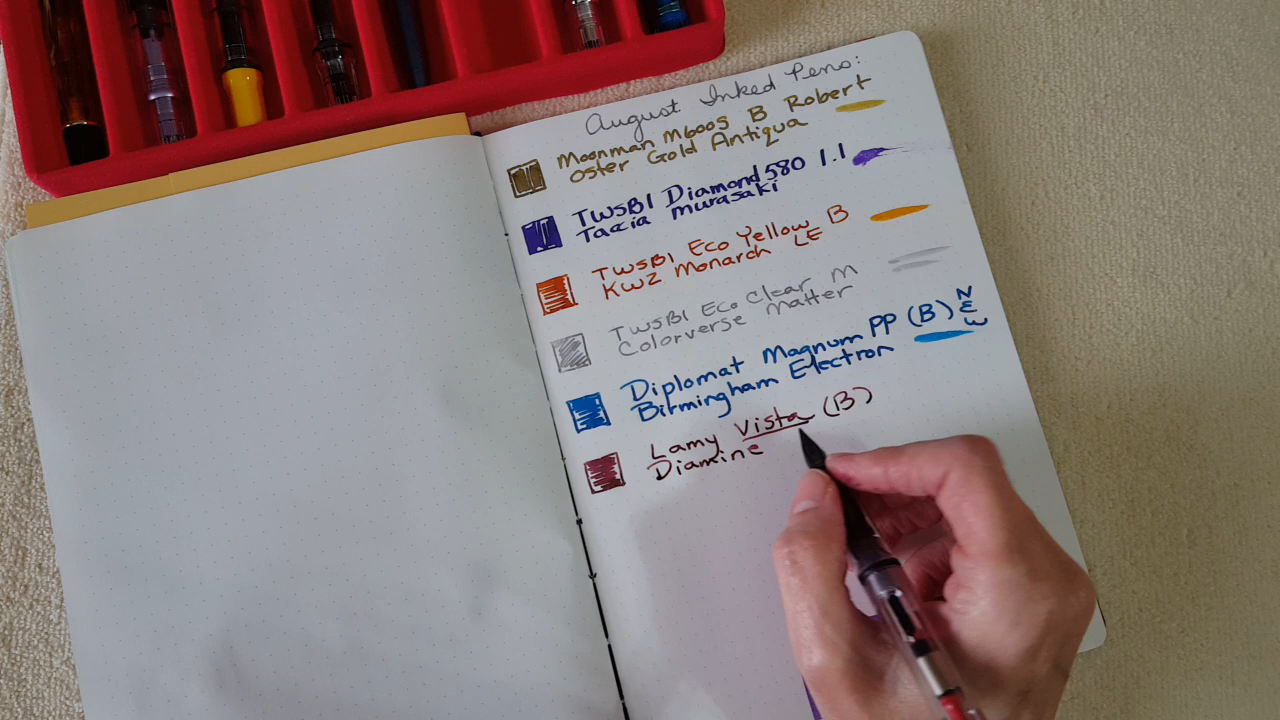 August Inked Pens:
Moonman M600S B Robert
Oster Gold Antiqua
TWSBI Diamond 580 1.1
Taccia Murasaki
TWSBI Eco Yellow B
KWZ Monarch LE
TWSBI Eco Clear M
Colorverse Matter
Diplomat Magnum PP (B) NEW
Birmingham Electron
Lamy Vista (B)
Diamine